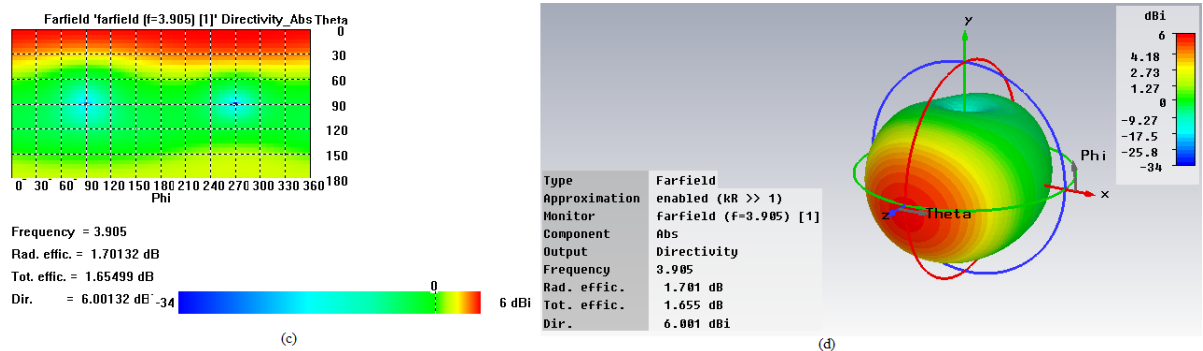 Farfield 'farfield (f=3.905) [1]' Directivity_Abs Theta
0
30
60
90
120
150
180
0 30 60 90 120 150 180 210 240 270 300 360
Phi
Frequency = 3.905
Rad. effic. = 1.70132 dB
Tot. effic. = 1.65499 dB
Dir. = 6.00132 dB
-34 0 6 dBi
(c)
y
x
z
Theta
Phi
dBi
6
4.18
2.73
1.27
0
-9.27
-17.5
-25.8
-34
Type Farfield
Approximation enabled (kR >> 1)
Monitor farfield (f=3.905) [1]
Component Abs
Output Directivity
Frequency 3.905
Rad. effic. 1.701 dB
Tot. effic. 1.655 dB
Dir. 6.001 dBi
(d)